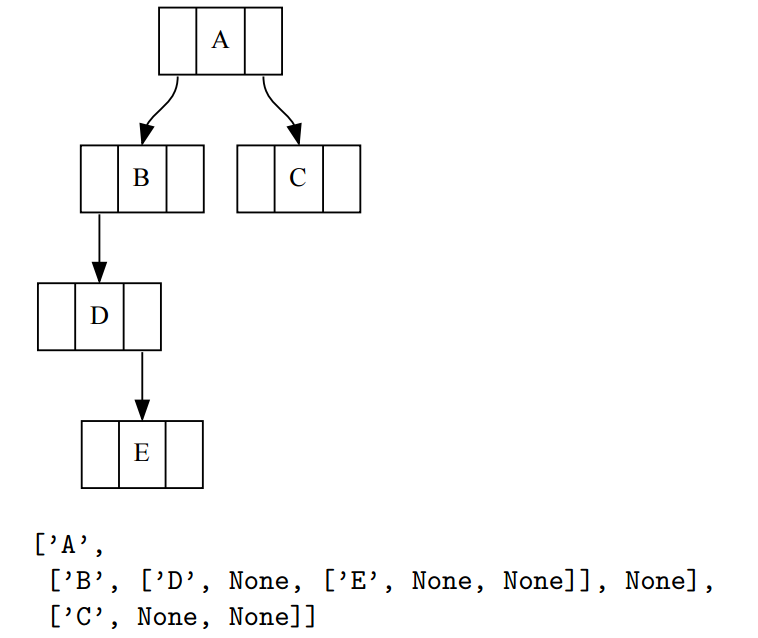 A
B
C
D
E
[’A’,
[’B’, [’D’, None, [’E’, None, None]], None],
[’C’, None, None]]